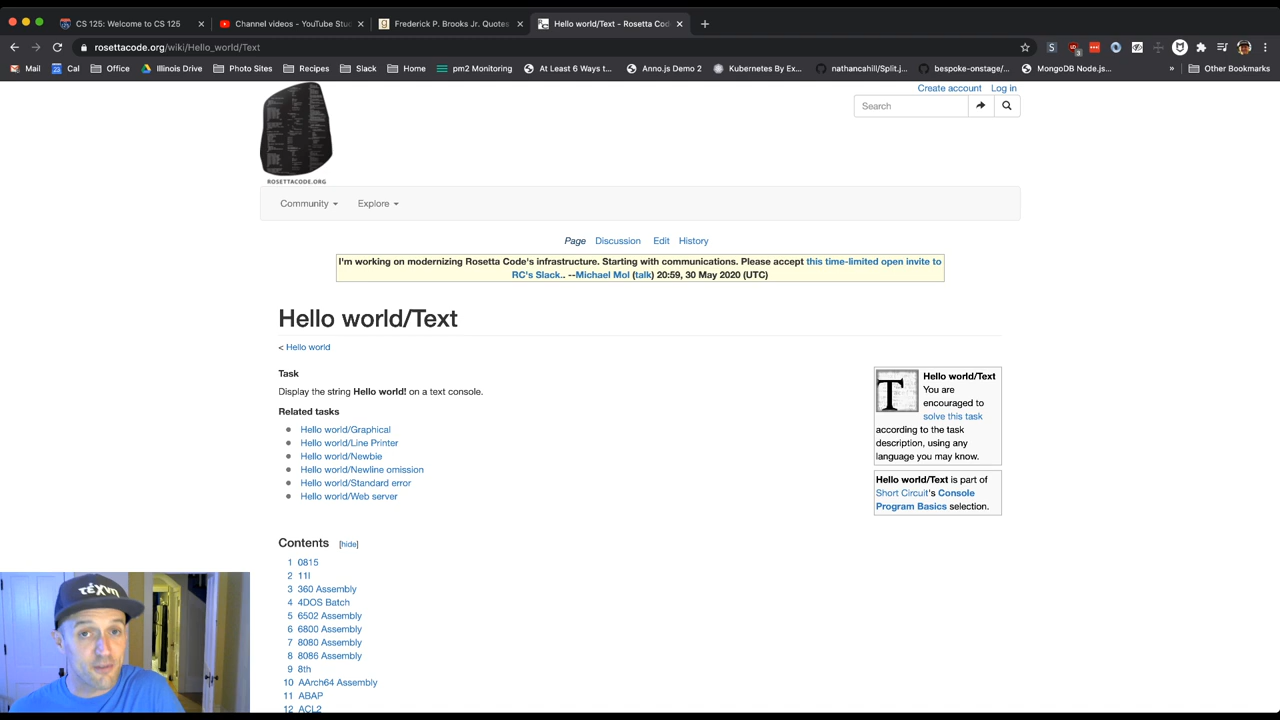 CS 125: Welcome to CS 125
Channel videos - YouTube Stud
Frederick P. Brooks Jr. Quotes
Hello world/Text - Rosetta Cod
rosettacode.org/wiki/Hello_world/Text
Mail
Cal
Office
Illinois Drive
Photo Sites
Recipes
Slack
Home
pm2 Monitoring
At Least 6 Ways t...
Anno.js Demo 2
Kubernetes By Ex...
nathancahill/Split.j...
bespoke-onstage/...
MongoDB Node.js...
»
Other Bookmarks
Create account
Log in
Search
ROSETTACODE.ORG
Community
Explore
Page
Discussion
Edit
History
I'm working on modernizing Rosetta Code's infrastructure. Starting with communications. Please accept this time-limited open invite to
RC's Slack.. --Michael Mol (talk) 20:59, 30 May 2020 (UTC)
Hello world/Text
< Hello world
Task
Display the string Hello world! on a text console.
Related tasks
Hello world/Graphical
Hello world/Line Printer
Hello world/Newbie
Hello world/Newline omission
Hello world/Standard error
Hello world/Web server
T
Hello world/Text
You are
encouraged to
solve this task
according to the task
description, using any
language you may know.
Hello world/Text is part of
Short Circuit's Console
Program Basics selection.
Contents [hide]
1 0815
2 11l
3 360 Assembly
4 4DOS Batch
5 6502 Assembly
6 6800 Assembly
7 8080 Assembly
8 8086 Assembly
9 8th
10 AArch64 Assembly
11 ABAP
12 ACL2